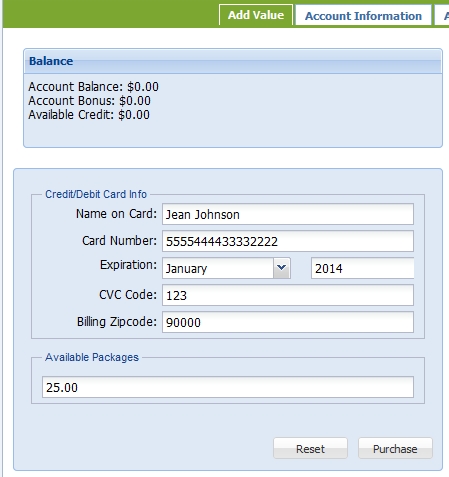 Add Value
Account Information
Balance
Account Balance: $0.00
Account Bonus: $0.00
Available Credit: $0.00
Credit/Debit Card Info
Name on Card: Jean Johnson
Card Number: 5555444433332222
Expiration: January 2014
CVC Code: 123
Billing Zipcode: 90000
Available Packages
25.00
Reset Purchase